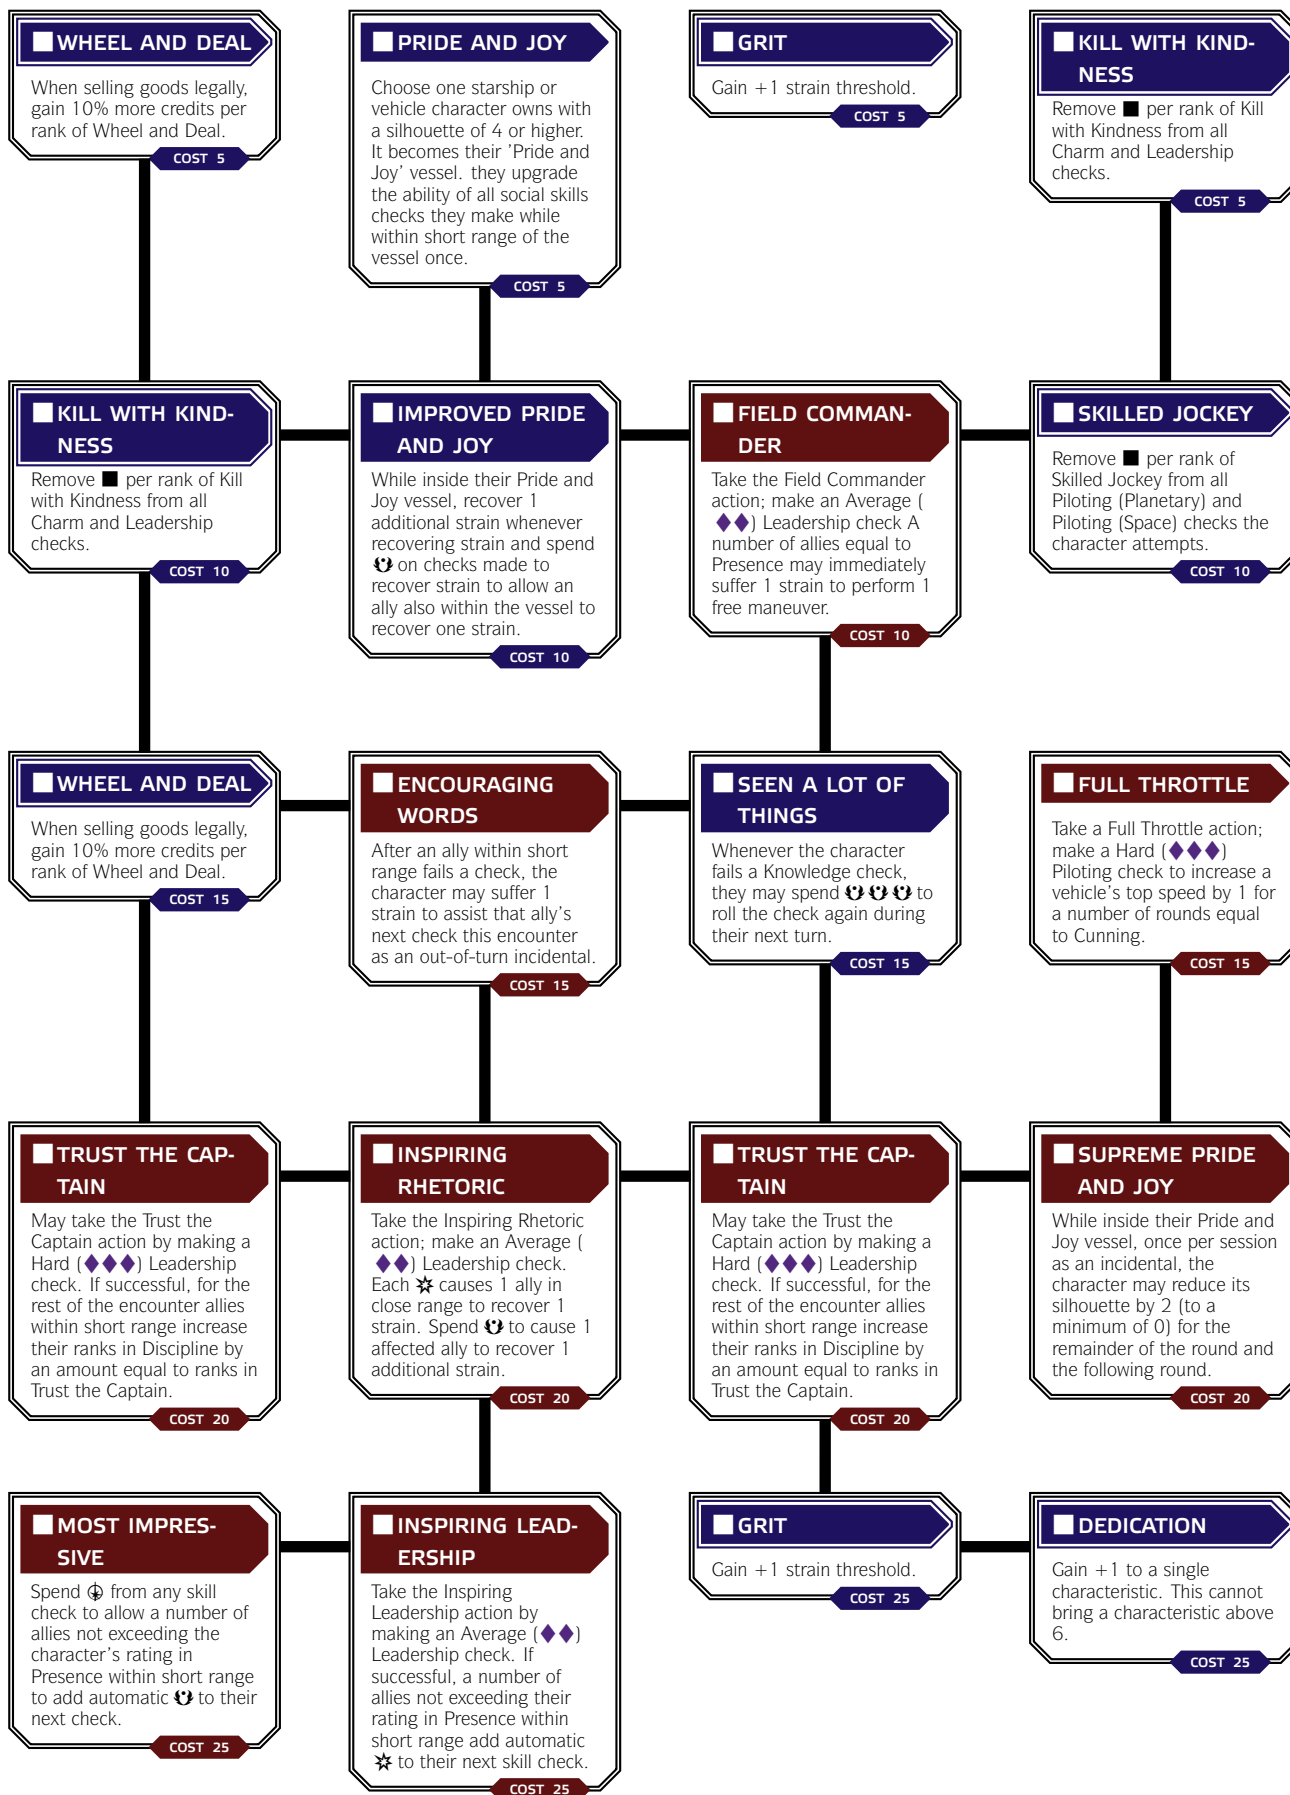 WHEEL AND DEAL
When selling goods legally,
gain 10% more credits per
rank of Wheel and Deal.
COST 5
PRIDE AND JOY
Choose one starship or
vehicle character owns with
a silhouette of 4 or higher.
It becomes their 'Pride and
Joy' vessel. they upgrade
the ability of all social skills
checks they make while
within short range of the
vessel once.
COST 5
GRIT
Gain +1 strain threshold.
COST 5
KILL WITH KIND-
NESS
Remove ■ per rank of Kill
with Kindness from all
Charm and Leadership
checks.
COST 5
KILL WITH KIND-
NESS
Remove ■ per rank of Kill
with Kindness from all
Charm and Leadership
checks.
COST 10
IMPROVED PRIDE
AND JOY
While inside their Pride and
Joy vessel, recover 1
additional strain whenever
recovering strain and spend
on checks made to
recover strain to allow an
ally also within the vessel to
recover one strain.
COST 10
FIELD COMMAN-
DER
Take the Field Commander
action; make an Average (
◆◆) Leadership check A
number of allies equal to
Presence may immediately
suffer 1 strain to perform 1
free maneuver.
COST 10
SKILLED JOCKEY
Remove ■ per rank of
Skilled Jockey from all
Piloting (Planetary) and
Piloting (Space) checks the
character attempts.
COST 10
WHEEL AND DEAL
When selling goods legally,
gain 10% more credits per
rank of Wheel and Deal.
COST 15
ENCOURAGING
WORDS
After an ally within short
range fails a check, the
character may suffer 1
strain to assist that ally's
next check this encounter
as an out-of-turn incidental.
COST 15
SEEN A LOT OF
THINGS
Whenever the character
fails a Knowledge check,
they may spend to
roll the check again during
their next turn.
COST 15
FULL THROTTLE
Take a Full Throttle action;
make a Hard (◆◆◆)
Piloting check to increase a
vehicle's top speed by 1 for
a number of rounds equal
to Cunning.
COST 15
TRUST THE CAP-
TAIN
May take the Trust the
Captain action by making a
Hard (◆◆◆) Leadership
check. If successful, for the
rest of the encounter allies
within short range increase
their ranks in Discipline by
an amount equal to ranks in
Trust the Captain.
COST 20
INSPIRING
RHETORIC
Take the Inspiring Rhetoric
action; make an Average (
◆◆) Leadership check.
Each causes 1 ally in
close range to recover 1
strain. Spend to cause 1
affected ally to recover 1
additional strain.
COST 20
TRUST THE CAP-
TAIN
May take the Trust the
Captain action by making a
Hard (◆◆◆) Leadership
check. If successful, for the
rest of the encounter allies
within short range increase
their ranks in Discipline by
an amount equal to ranks in
Trust the Captain.
COST 20
SUPREME PRIDE
AND JOY
While inside their Pride and
Joy vessel, once per session
as an incidental, the
character may reduce its
silhouette by 2 (to a
minimum of 0) for the
remainder of the round and
the following round.
COST 20
MOST IMPRES-
SIVE
Spend from any skill
check to allow a number of
allies not exceeding the
character's rating in
Presence within short range
to add automatic to their
next check.
COST 25
INSPIRING LEAD-
ERSHIP
Take the Inspiring
Leadership action by
making an Average (◆◆)
Leadership check. If
successful, a number of
allies not exceeding their
rating in Presence within
short range add automatic
to their next skill check.
COST 25
GRIT
Gain +1 strain threshold.
COST 25
DEDICATION
Gain +1 to a single
characteristic. This cannot
bring a characteristic above
6.
COST 25